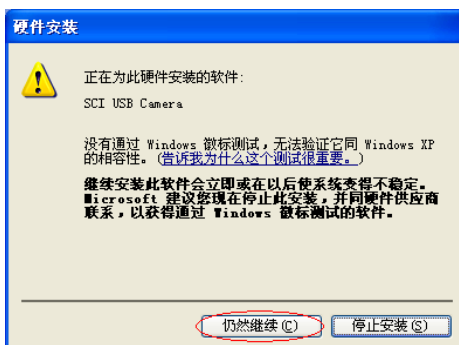 硬件安装
正在为此硬件安装的软件:
SCI USB Camera
没有通过 Windows 徽标测试，无法验证它同 Windows XP
的相容性。(告诉我为什么这个测试很重要。)
继续安装此软件会立即或在以后使系统变得不稳定。
Microsoft 建议您现在停止此安装，并同硬件供应商
联系，以获得通过 Windows 徽标测试的软件。
仍然继续(C)
停止安装(S)